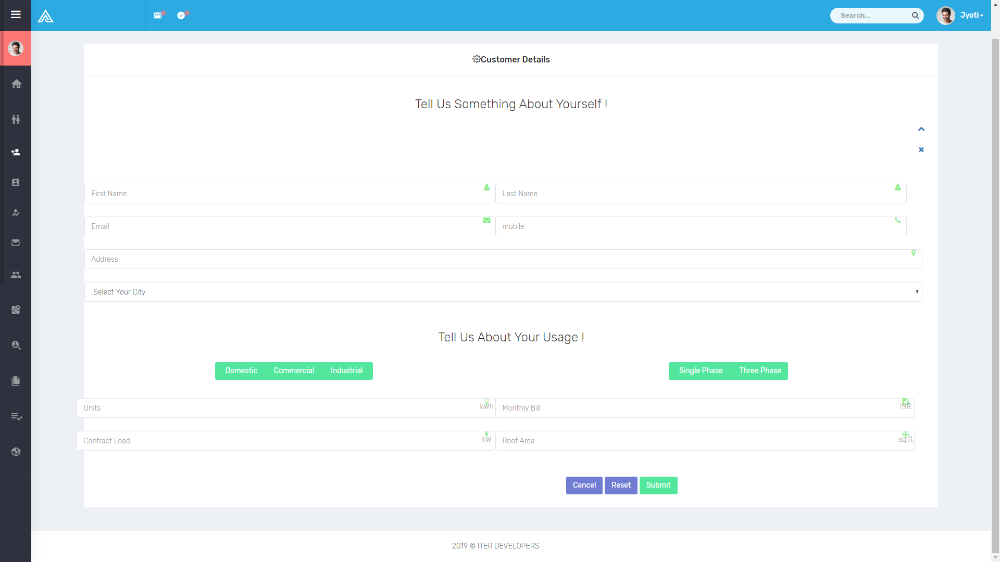 Search...
Jyoti
Customer Details
Tell Us Something About Yourself !
First Name
Last Name
Email
mobile
Address
Select Your City
Tell Us About Your Usage !
Domestic Commercial Industrial
Single Phase Three Phase
Units kWh
Monthly Bill INR
Contract Load kW
Roof Area sq.ft
Cancel Reset Submit
2019 © ITER DEVELOPERS